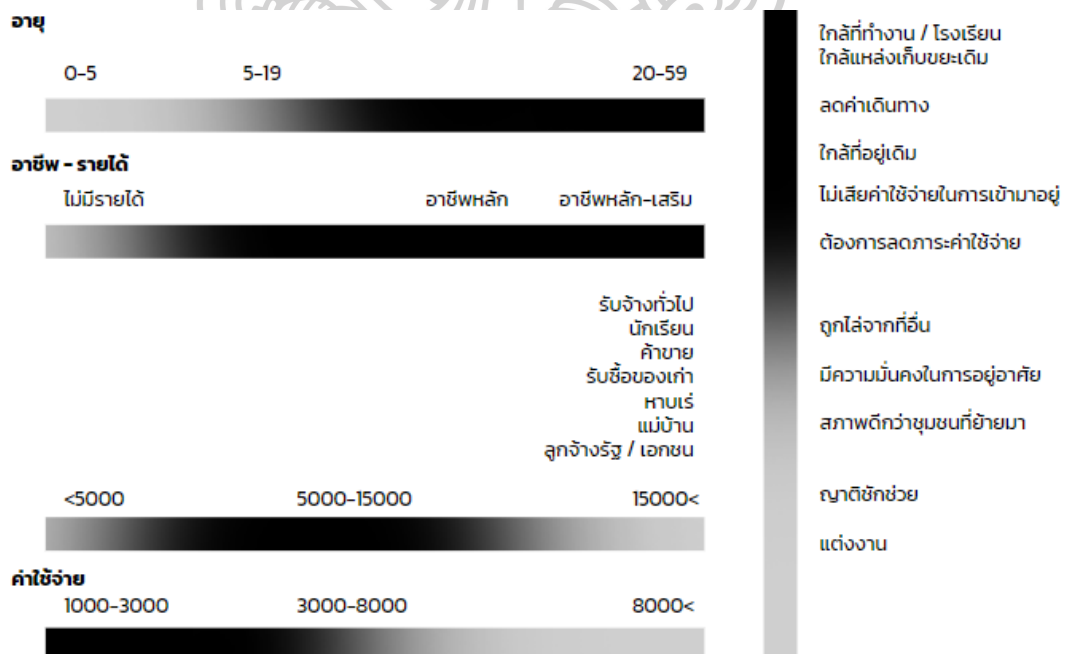 อายุ
0-5 5-19 20-59
อาชีพ - รายได้
ไม่มีรายได้ อาชีพหลัก อาชีพหลัก-เสริม
รับจ้างทั่วไป
นักเรียน
ค้าขาย
รับซื้อของเก่า
หาบเร่
แม่บ้าน
ลูกจ้างรัฐ / เอกชน
<5000 5000-15000 15000<
ค่าใช้จ่าย
1000-3000 3000-8000 8000<
ใกล้ที่ทำงาน / โรงเรียน
ใกล้แหล่งเก็บขยะเดิม
ลดค่าเดินทาง
ใกล้ที่อยู่เดิม
ไม่เสียค่าใช้จ่ายในการเข้ามาอยู่
ต้องการลดภาระค่าใช้จ่าย
ถูกไล่จากที่อื่น
มีความมั่นคงในการอยู่อาศัย
สภาพดีกว่าชุมชนที่ย้ายมา
ญาติชักช่วย
แต่งงาน